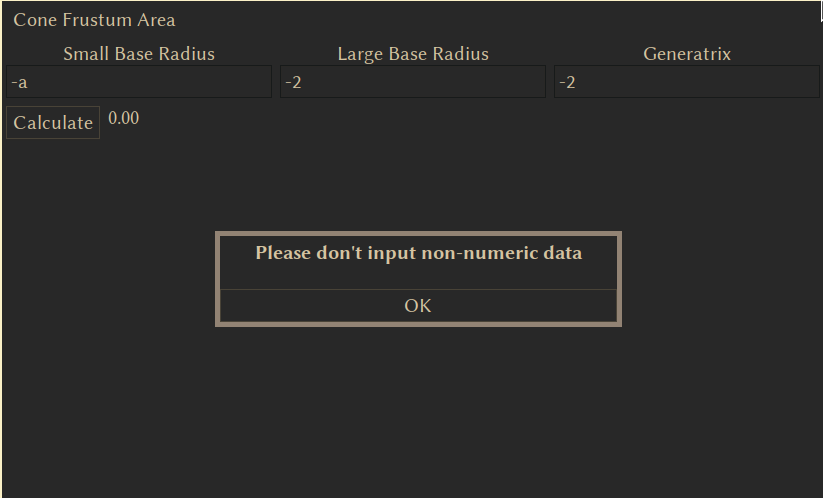 Cone Frustum Area
Small Base Radius Large Base Radius Generatrix
-a -2 -2
Calculate 0.00
Please don't input non-numeric data
OK